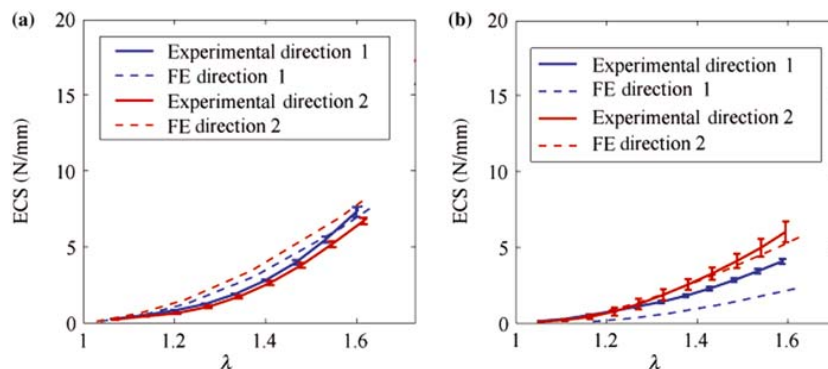 (a)
20
15
10
5
0
ECS (N/mm)
Experimental direction 1
FE direction 1
Experimental direction 2
FE direction 2
1
1.2
1.4
1.6
λ
(b)
20
15
10
5
0
ECS (N/mm)
Experimental direction 1
FE direction 1
Experimental direction 2
FE direction 2
1
1.2
1.4
1.6
λ